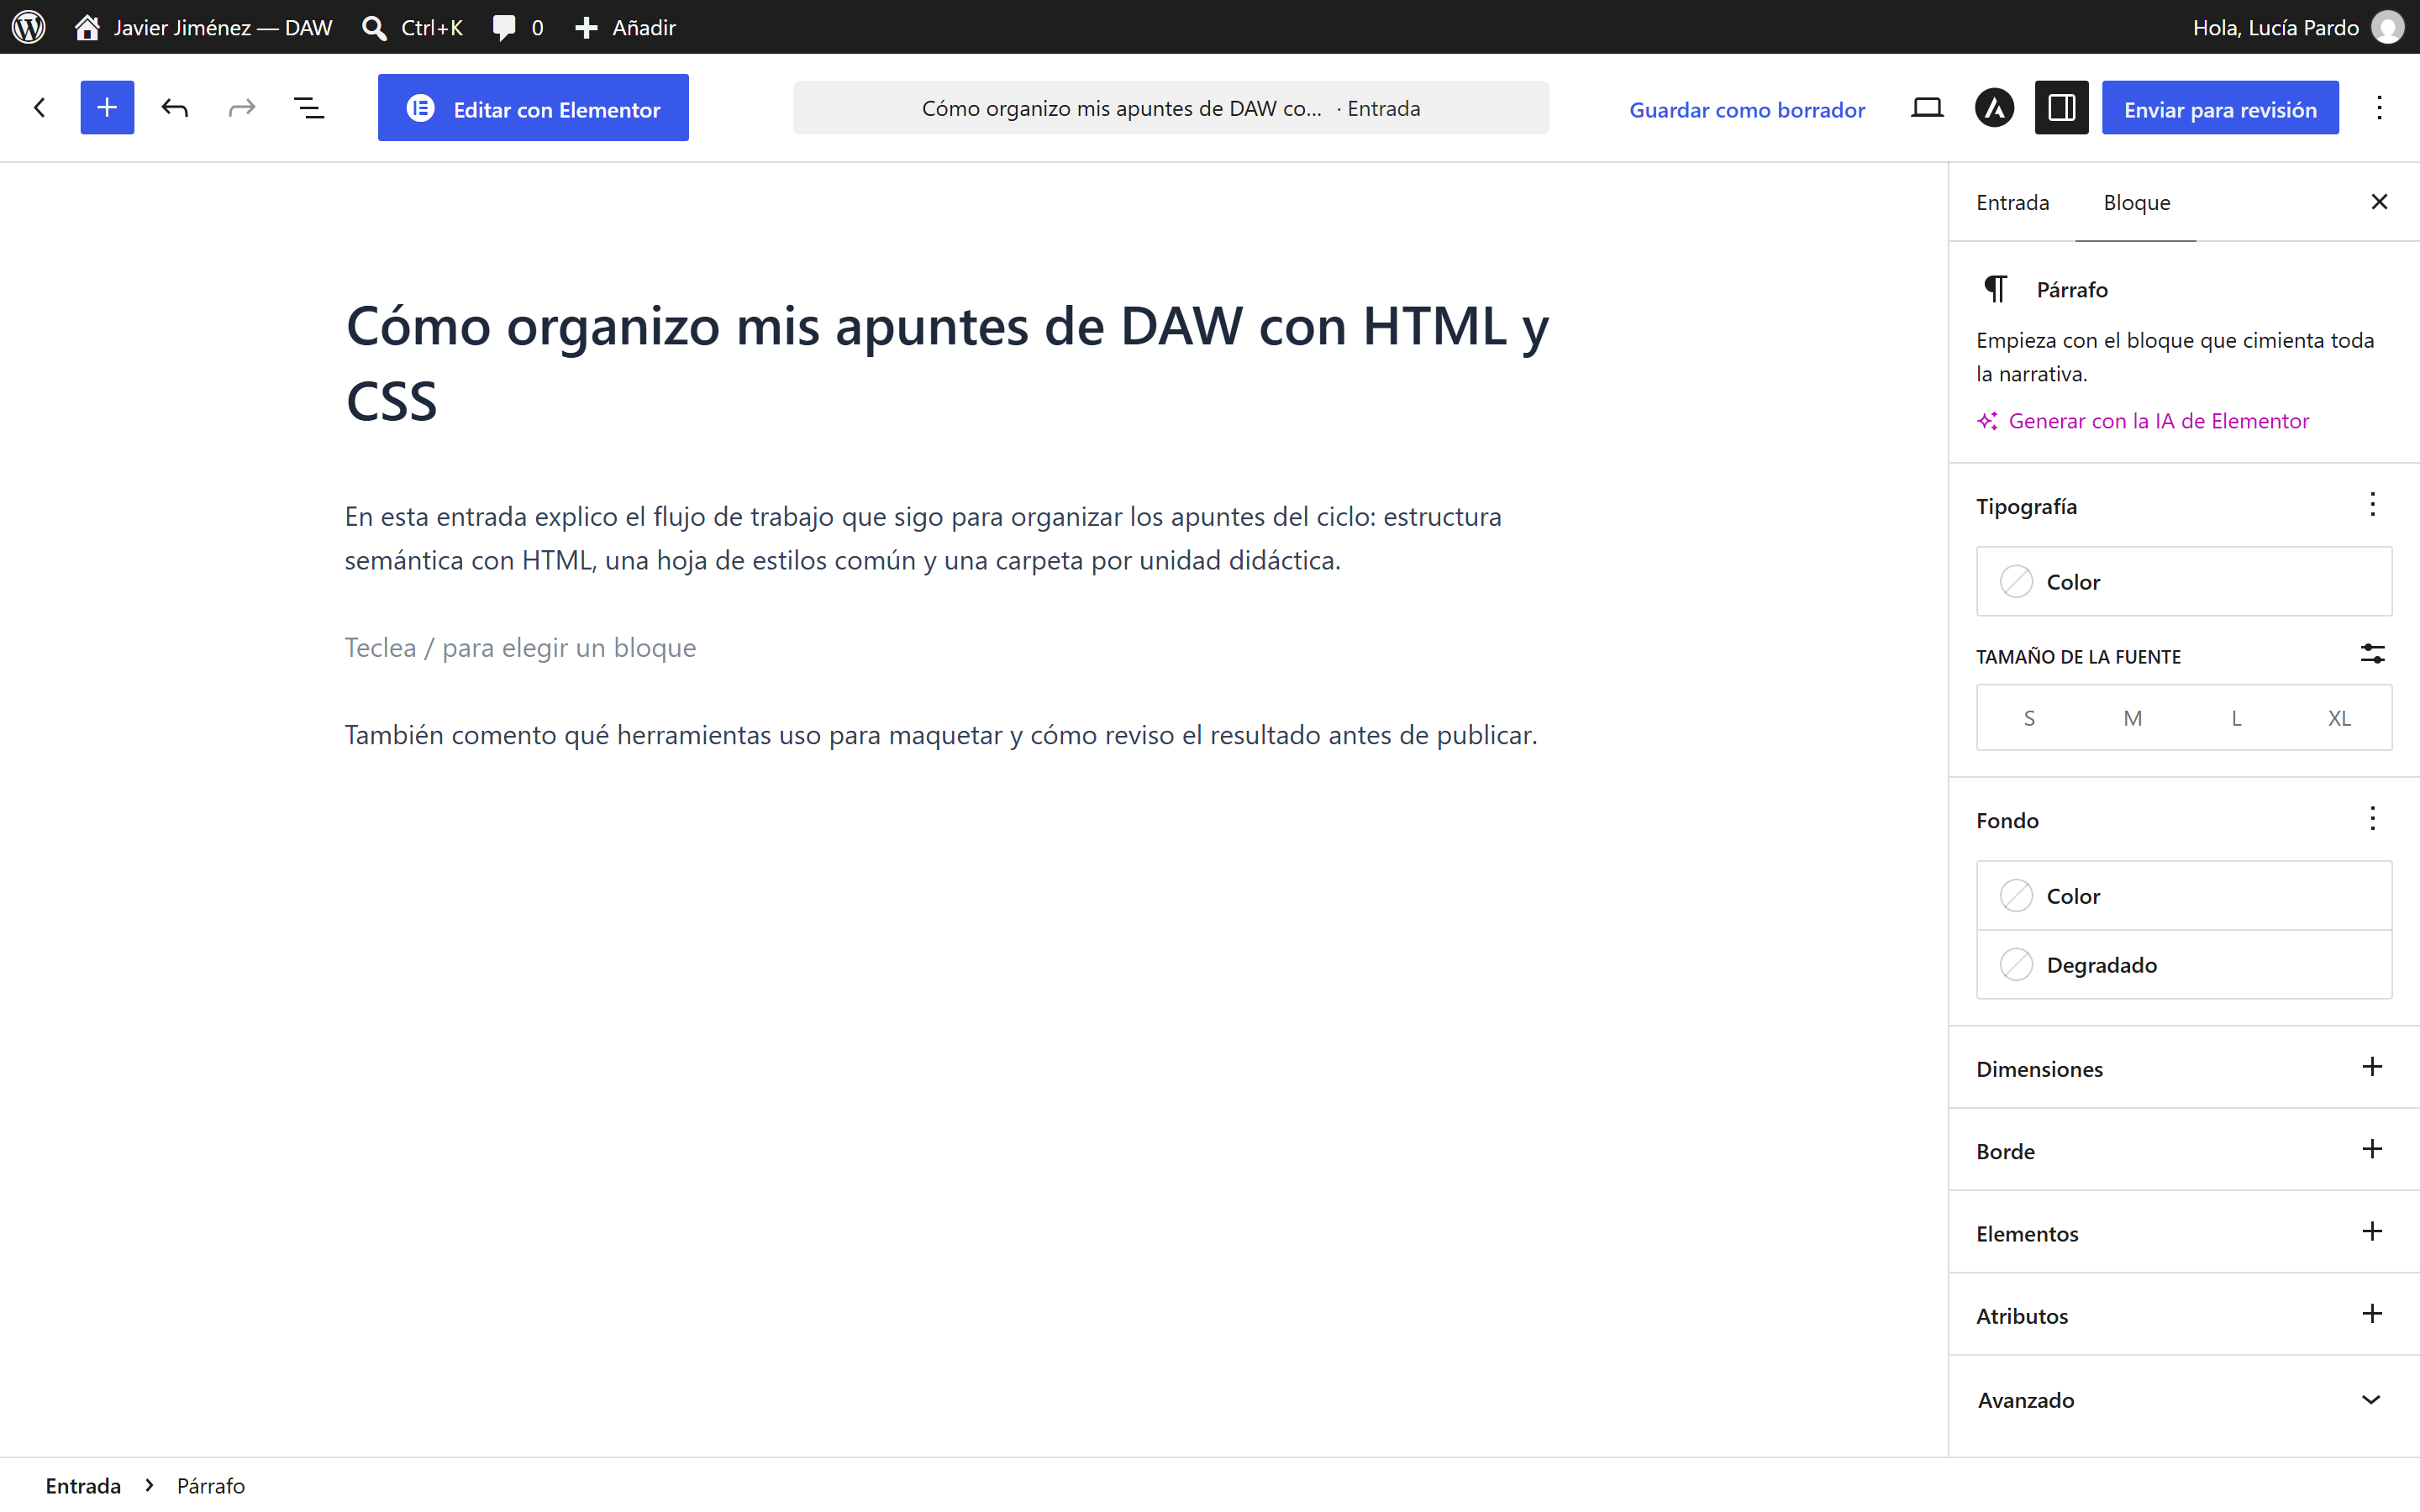 Javier Jiménez — DAW Ctrl+K 0 Añadir Hola, Lucía Pardo
Editar con Elementor Cómo organizo mis apuntes de DAW co... · Entrada Guardar como borrador Enviar para revisión
Entrada Bloque
Párrafo
Empieza con el bloque que cimienta toda
la narrativa.
Generar con la IA de Elementor
Cómo organizo mis apuntes de DAW con HTML y
CSS
En esta entrada explico el flujo de trabajo que sigo para organizar los apuntes del ciclo: estructura
semántica con HTML, una hoja de estilos común y una carpeta por unidad didáctica.
Teclea / para elegir un bloque
También comento qué herramientas uso para maquetar y cómo reviso el resultado antes de publicar.
Tipografía
Color
TAMAÑO DE LA FUENTE
S M L XL
Fondo
Color
Degradado
Dimensiones
Borde
Elementos
Atributos
Avanzado
Entrada › Párrafo